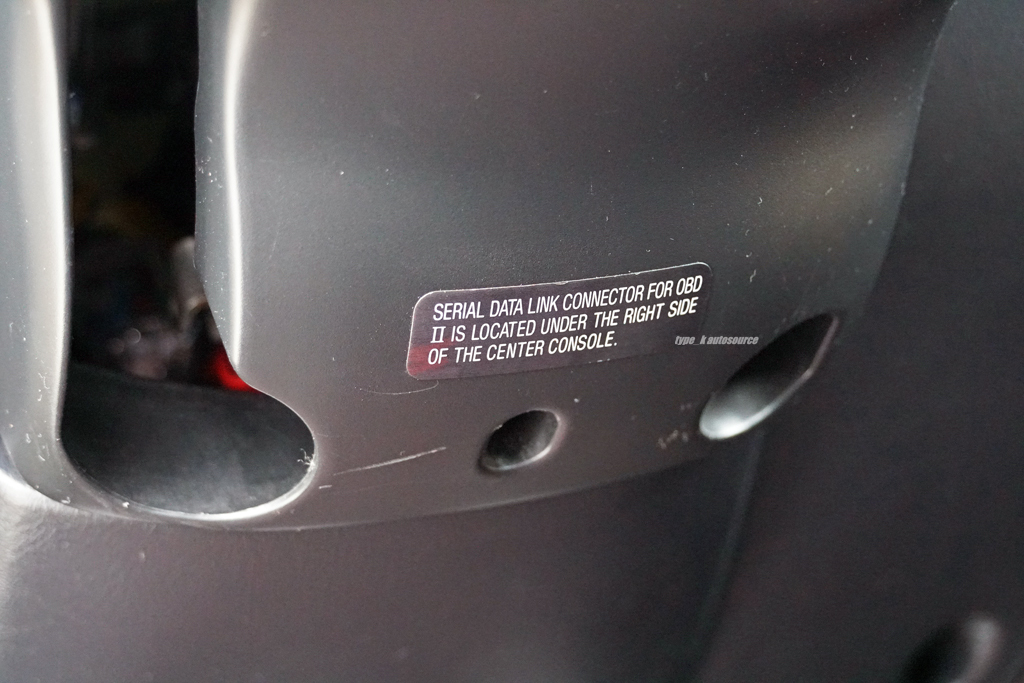 SERIAL DATA LINK CONNECTOR FOR OBD
II IS LOCATED UNDER THE RIGHT SIDE
OF THE CENTER CONSOLE.
type_k autosource